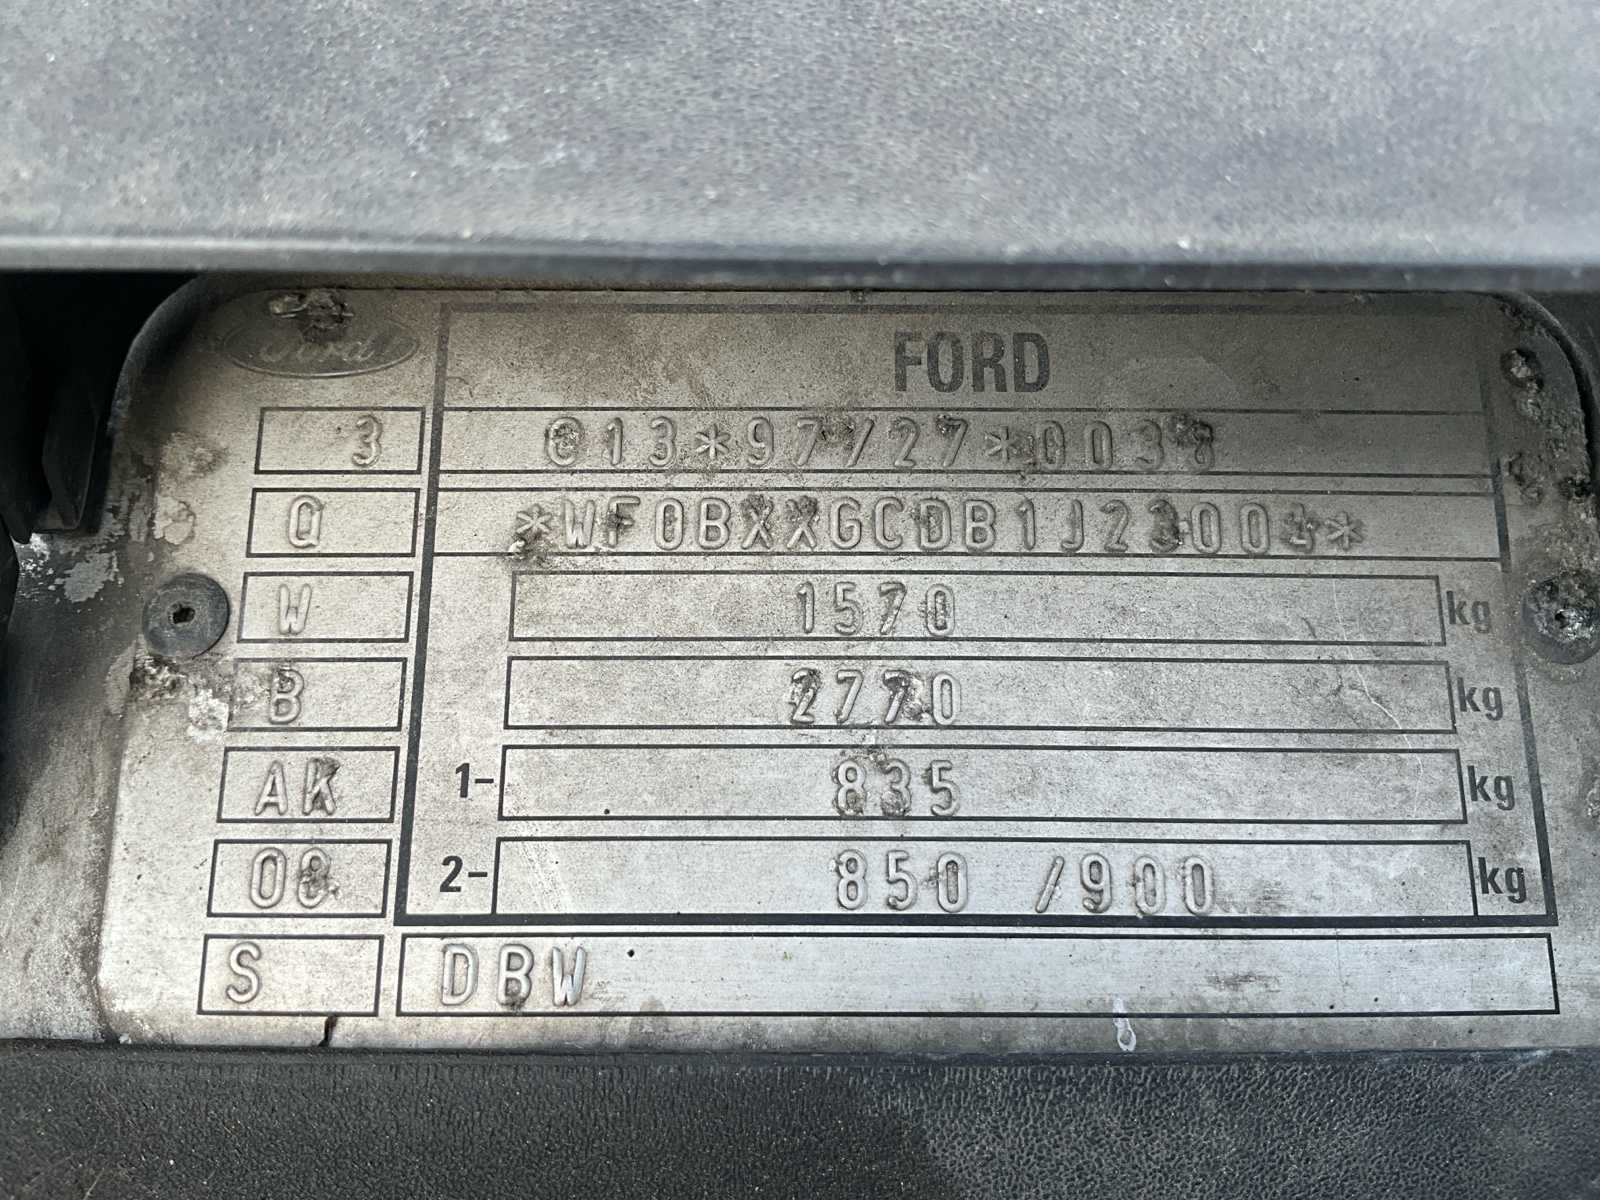 Ford
FORD
3 e13*97/27*0038
Q *WF0BXXGCDB1J23004*
W 1570 kg
B 2770 kg
AK 1- 835 kg
08 2- 850 /900 kg
S DBW